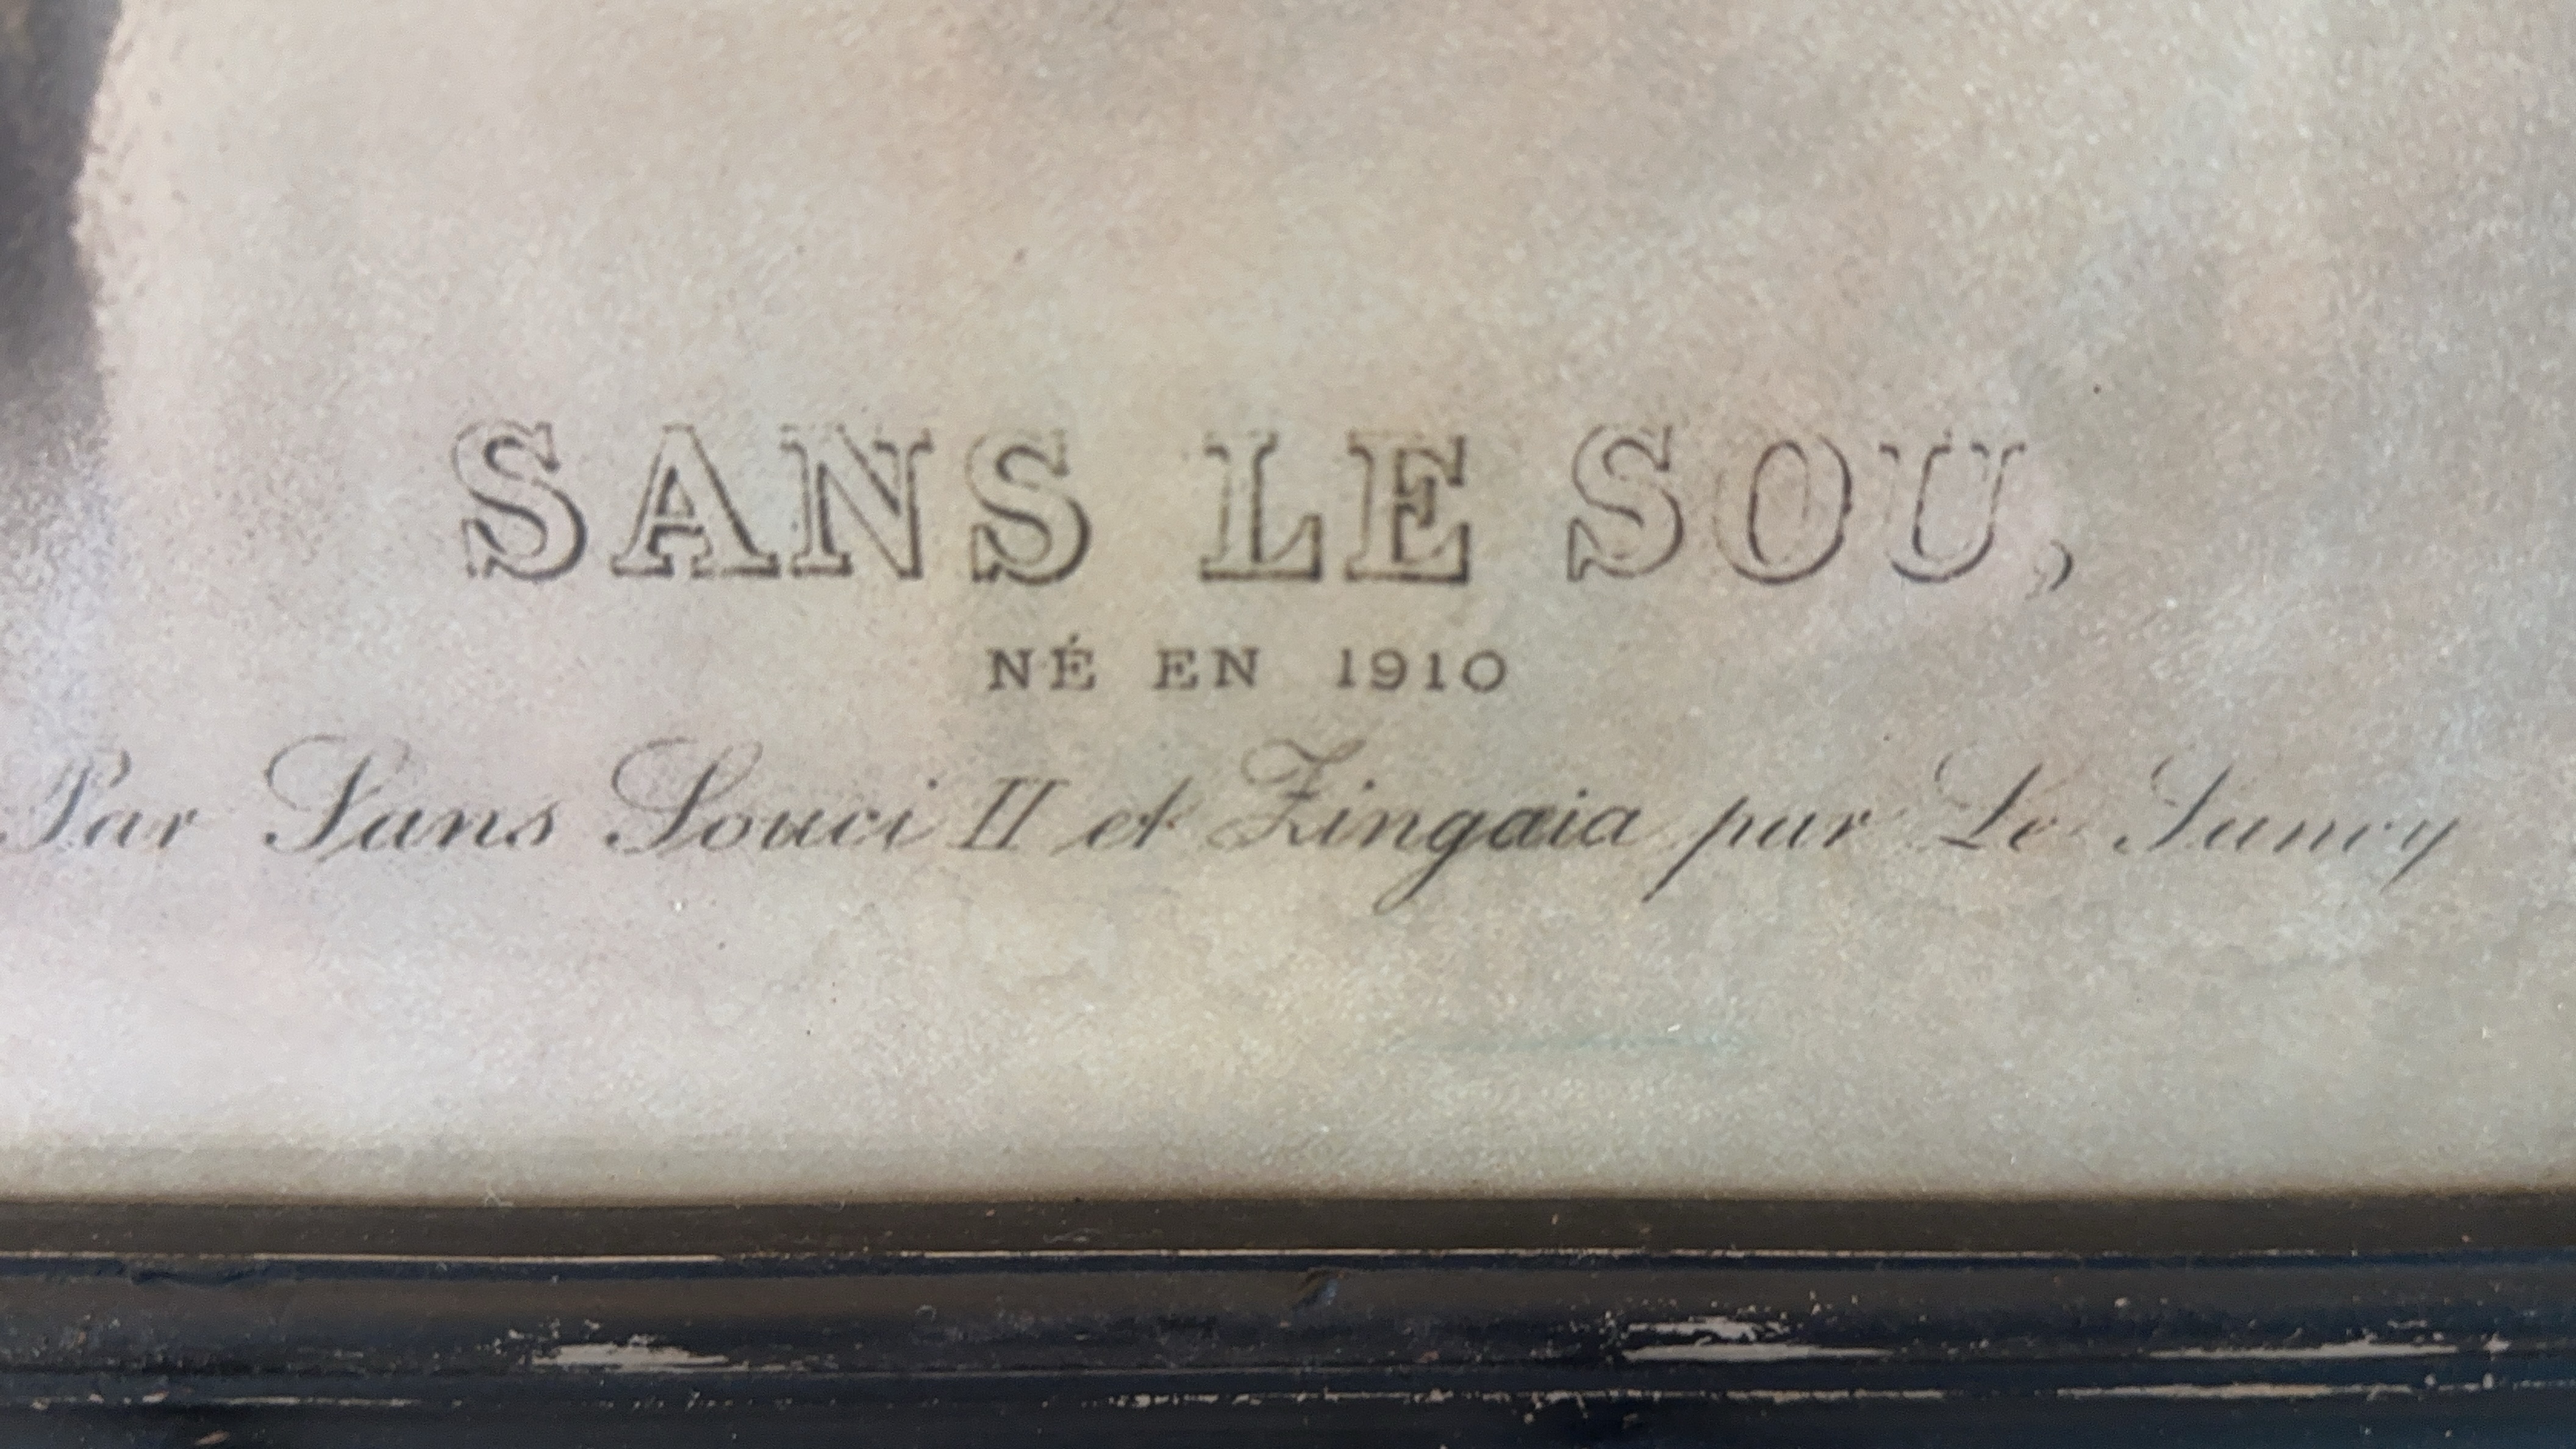 SANS LE SOU,
NÉ EN 1910
Par Sans Souci II et Zingaia par Le Sancy